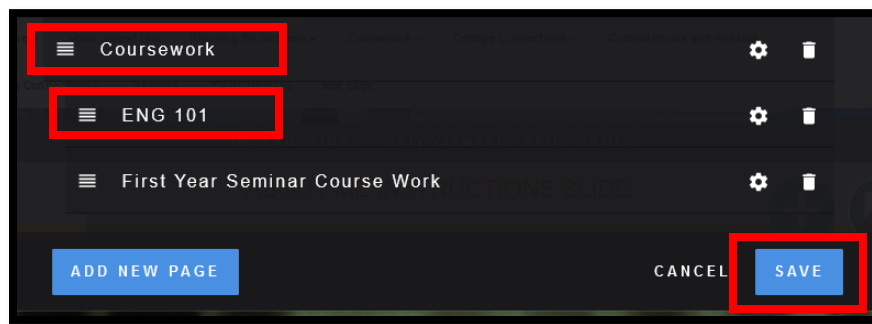 Coursework
ENG 101
First Year Seminar Course Work
ADD NEW PAGE CANCEL SAVE